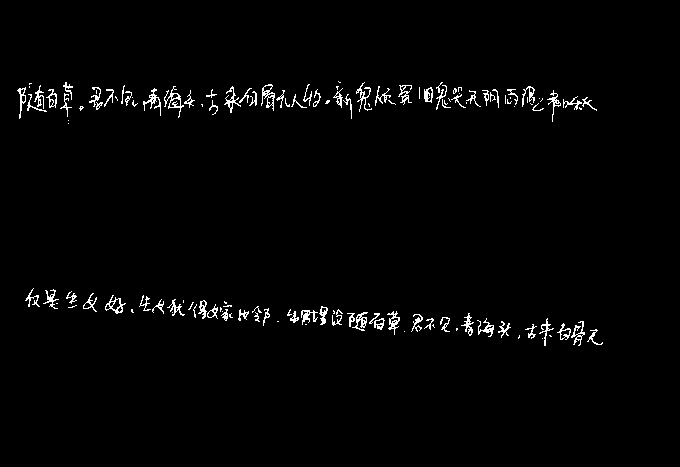 随百草。君不见,青海头,古来白骨无人收。新鬼烦冤旧鬼哭天阴雨湿声啾啾
仅是生女好,生女犹得嫁比邻.生男埋没随百草.君不见,青海头,古来白骨无